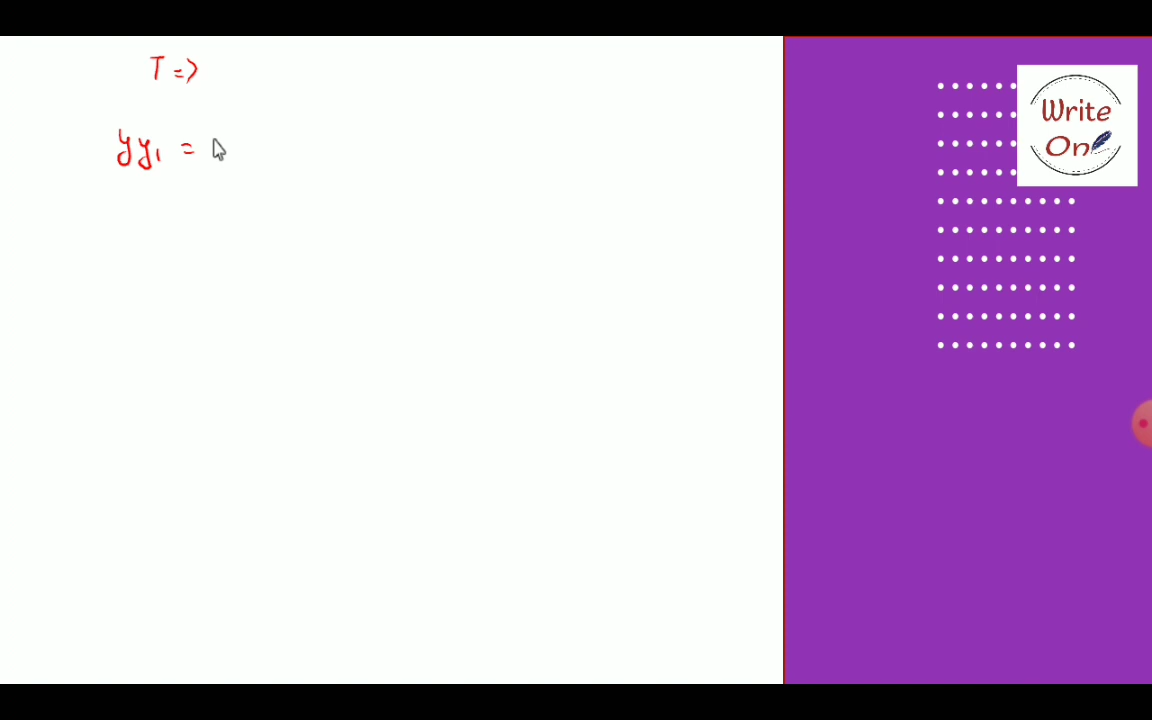 T =>
yy₁ =
Write
On